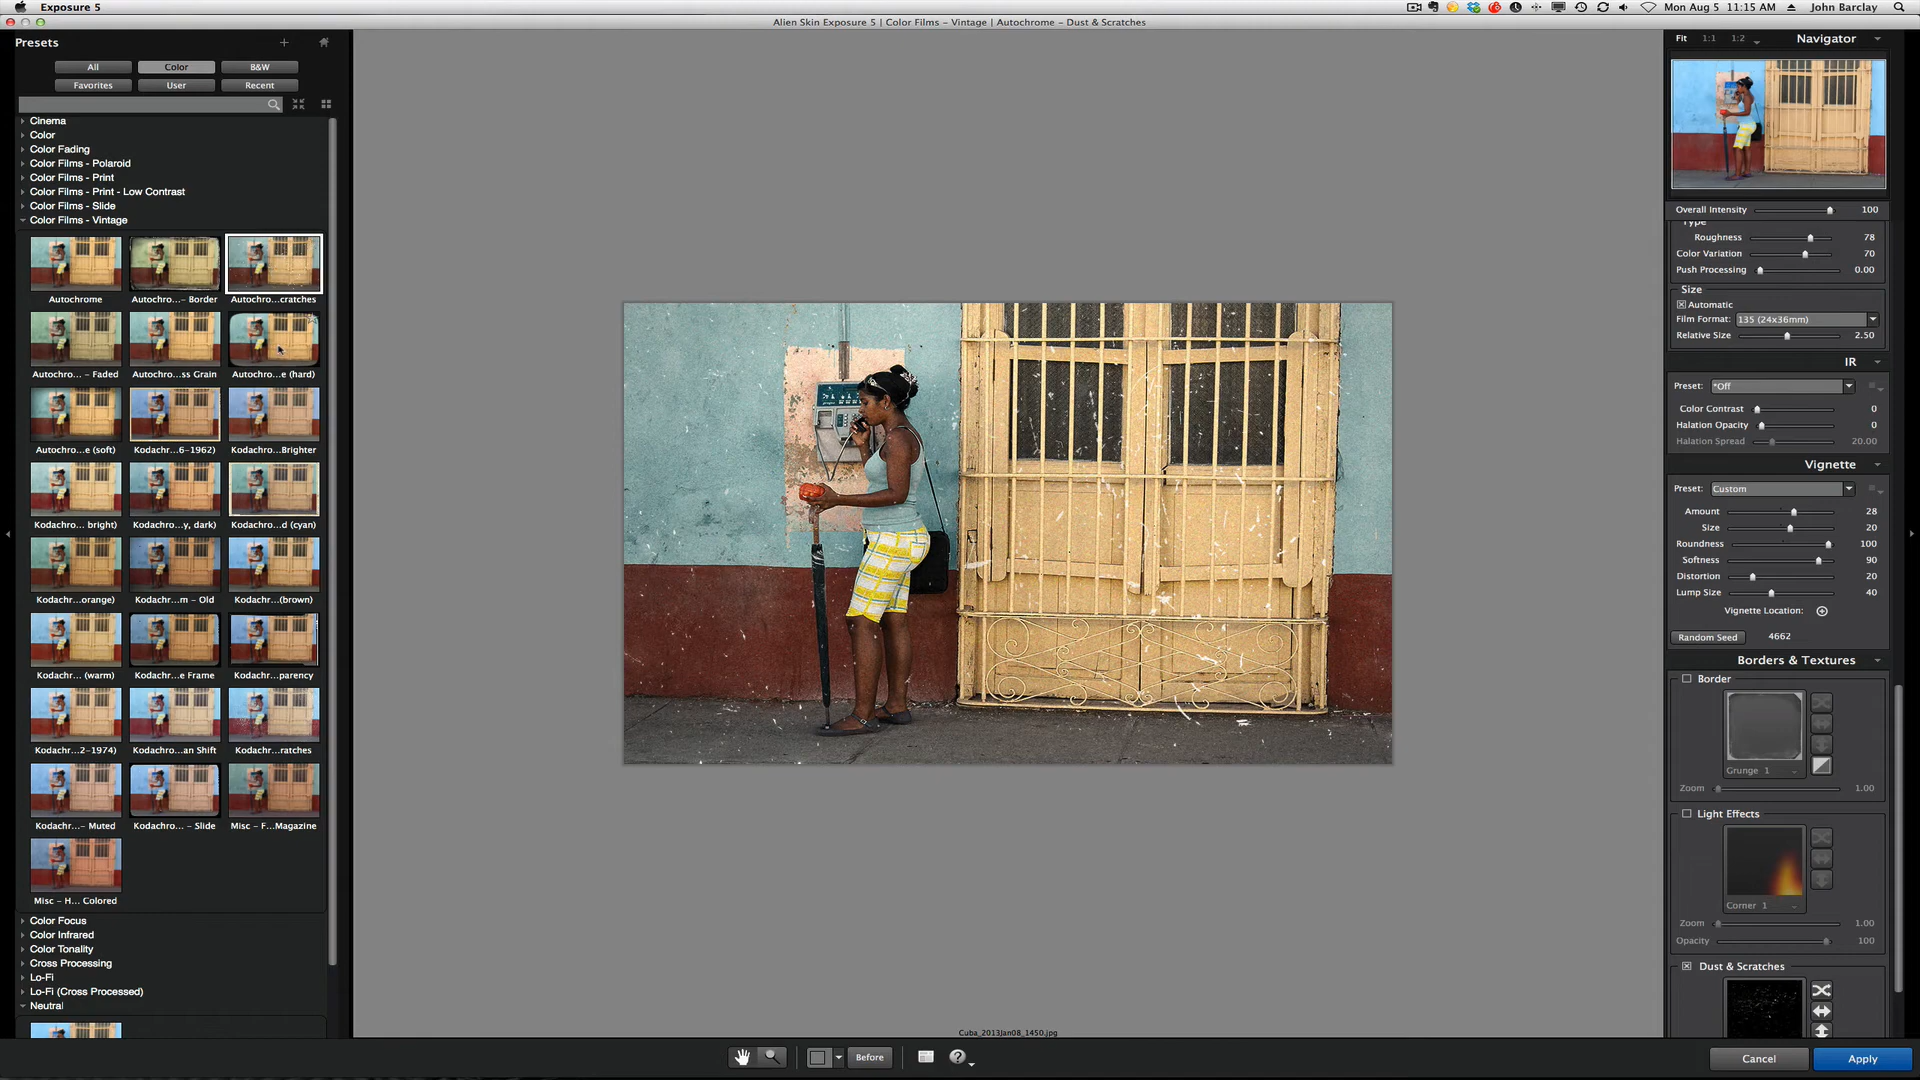 Exposure 5
Mon Aug 5 11:15 AM
John Barclay
Alien Skin Exposure 5 | Color Films - Vintage | Autochrome - Dust & Scratches
Presets
All
Color
B&W
Favorites
User
Recent
Cinema
Color
Color Fading
Color Films - Polaroid
Color Films - Print
Color Films - Print - Low Contrast
Color Films - Slide
Color Films - Vintage
Autochrome
Autochro...- Border
Autochro...cratches
Autochro... - Faded
Autochro...ss Grain
Autochr...e (hard)
Autochro...e (soft)
Kodachr...6-1962)
Kodachr...Brighter
Kodachro... bright)
Kodachro...y, dark)
Kodachro...d (cyan)
Kodachro...orange)
Kodachro...m - Old
Kodachro...(brown)
Kodachro... (warm)
Kodachro...e Frame
Kodachr...parency
Kodachr...2-1974)
Kodachro...an Shift
Kodachr...ratches
Kodachr...- Muted
Kodachro... - Slide
Misc - F...Magazine
Misc - H... Colored
Color Focus
Color Infrared
Color Tonality
Cross Processing
Lo-Fi
Lo-Fi (Cross Processed)
Neutral
Cuba_2013Jan08_1450.jpg
Before
Fit 1:1 1:2
Navigator
Overall Intensity 100
Type
Roughness 78
Color Variation 70
Push Processing 0.00
Size
Automatic
Film Format: 135 (24x36mm)
Relative Size 2.50
IR
Preset: *Off
Color Contrast 0
Halation Opacity 0
Halation Spread 20.00
Vignette
Preset: Custom
Amount 28
Size 20
Roundness 100
Softness 90
Distortion 20
Lump Size 40
Vignette Location:
Random Seed 4662
Borders & Textures
Border
Grunge 1
Zoom 1.00
Light Effects
Corner 1
Zoom 1.00
Opacity 100
Dust & Scratches
Cancel
Apply